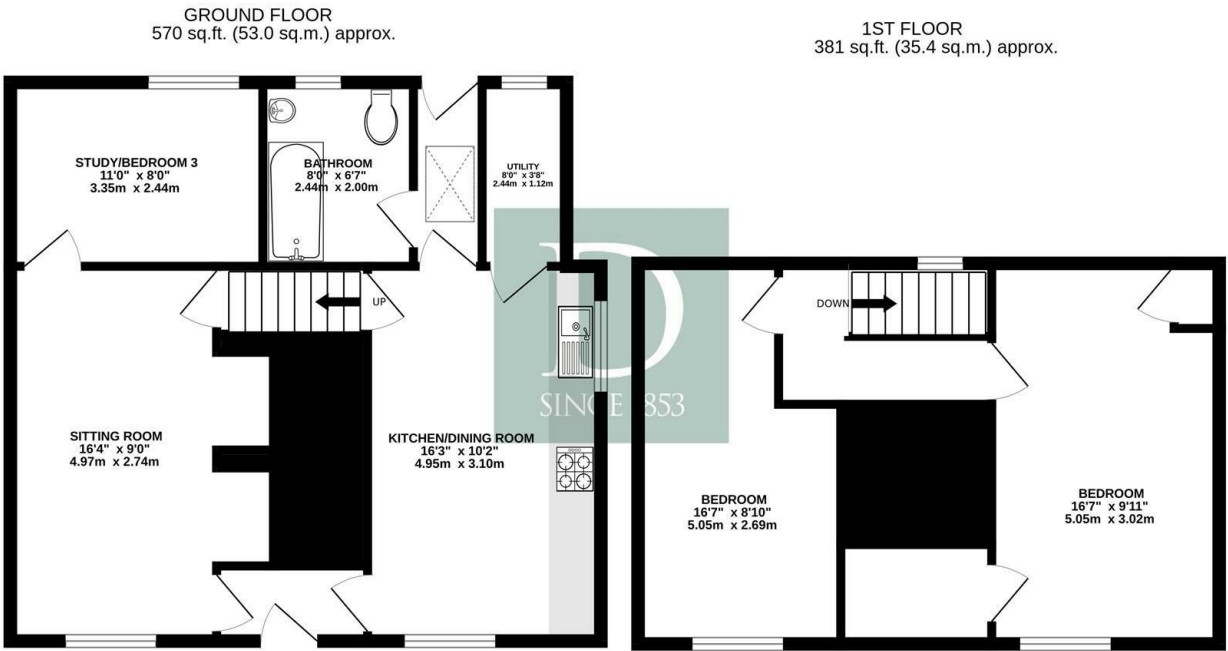 GROUND FLOOR
570 sq.ft. (53.0 sq.m.) approx.
1ST FLOOR
381 sq.ft. (35.4 sq.m.) approx.
STUDY/BEDROOM 3
11'0" x 8'0"
3.35m x 2.44m
BATHROOM
8'0" x 6'7"
2.44m x 2.00m
UTILITY
8'0" x 3'8"
2.44m x 1.12m
UP
SITTING ROOM
16'4" x 9'0"
4.97m x 2.74m
KITCHEN/DINING ROOM
16'3" x 10'2"
4.95m x 3.10m
D
SINCE 853
DOWN
BEDROOM
16'7" x 8'10"
5.05m x 2.69m
BEDROOM
16'7" x 9'11"
5.05m x 3.02m